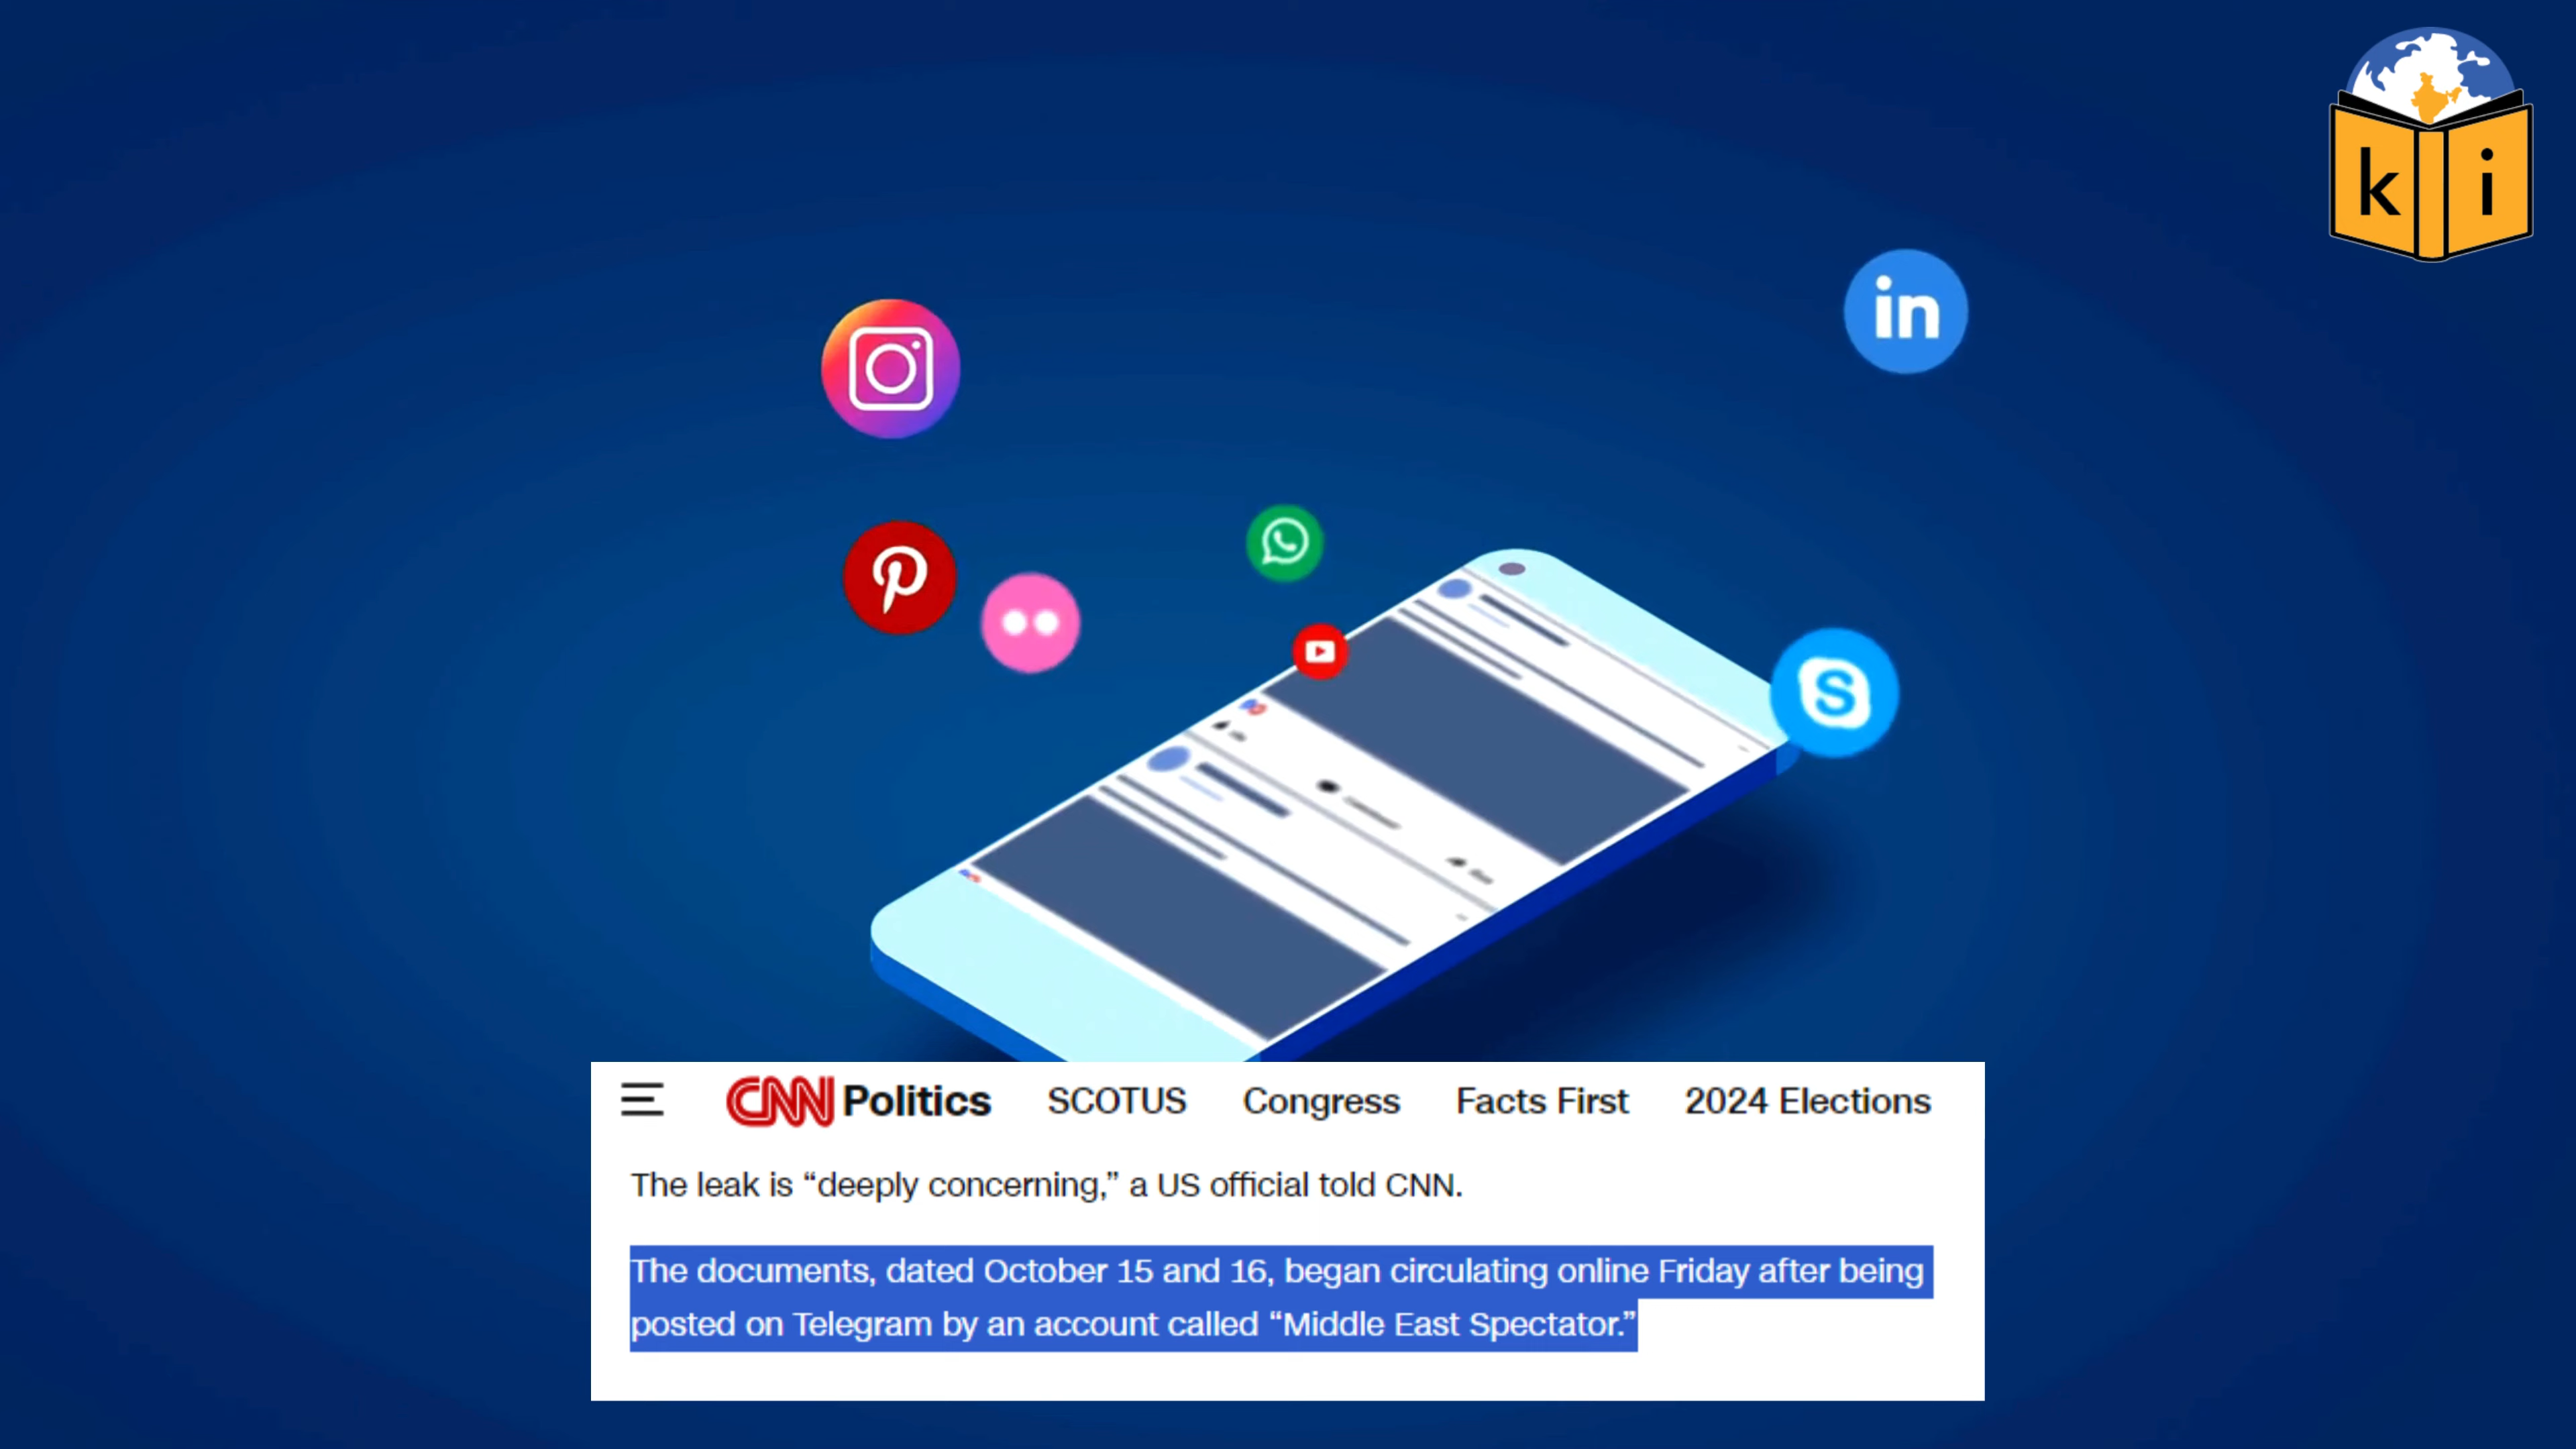 k i
in
CNN Politics SCOTUS Congress Facts First 2024 Elections
The leak is “deeply concerning,” a US official told CNN.
The documents, dated October 15 and 16, began circulating online Friday after being
posted on Telegram by an account called “Middle East Spectator.”